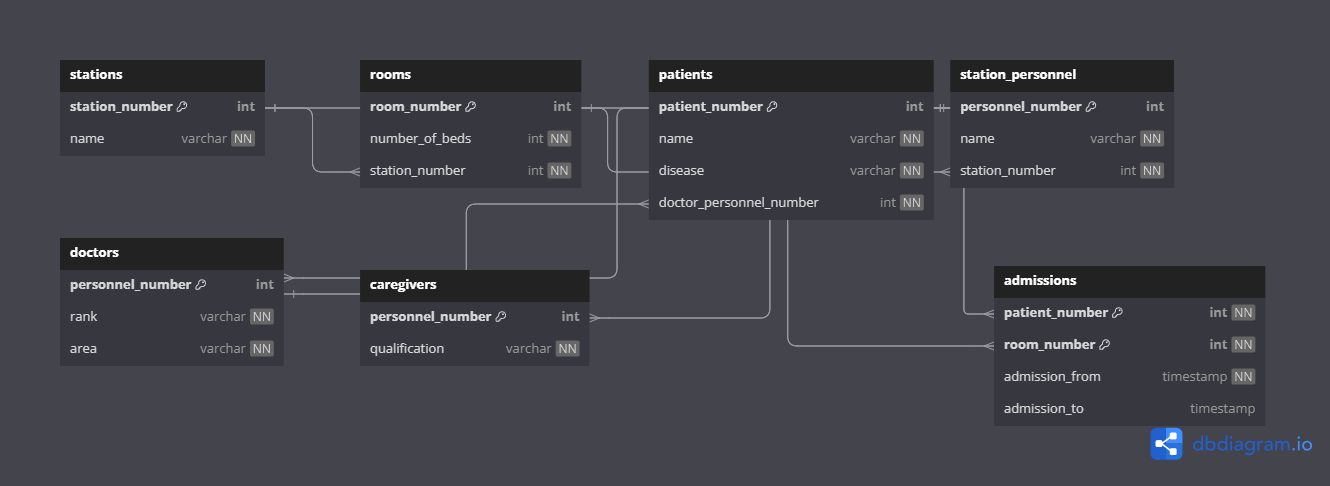 stations
station_number int
name varchar NN
rooms
room_number int
number_of_beds int NN
station_number int NN
patients
patient_number int
name varchar NN
disease varchar NN
doctor_personnel_number int NN
station_personnel
personnel_number int
name varchar NN
station_number int NN
doctors
personnel_number int
rank varchar NN
area varchar NN
caregivers
personnel_number int
qualification varchar NN
admissions
patient_number int NN
room_number int NN
admission_from timestamp NN
admission_to timestamp
dbdiagram.io